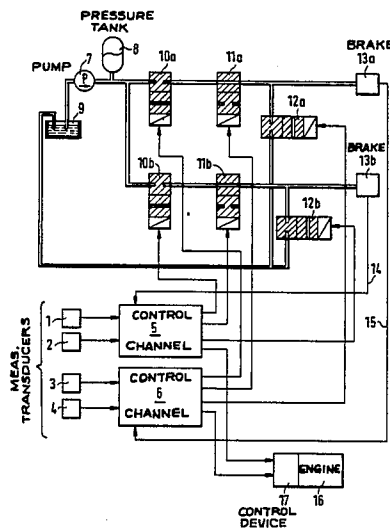 PRESSURE
TANK
8
PUMP 7
P
9
10a
11a
BRAKE
13a
12a
BRAKE
13b
10b
11b
12b
14
15
MEAS. TRANSDUCERS
1
2
3
4
CONTROL
5
CHANNEL
CONTROL
6
CHANNEL
ENGINE
17
16
CONTROL
DEVICE